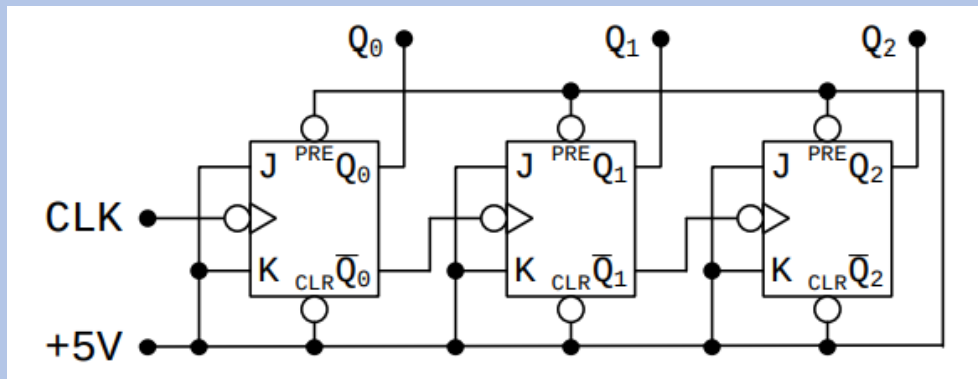 Q₀ Q₁ Q₂
PRE PRE PRE
J Q₀ J Q₁ J Q₂
CLK
K Q̅₀ K Q̅₁ K Q̅₂
CLR CLR CLR
+5V